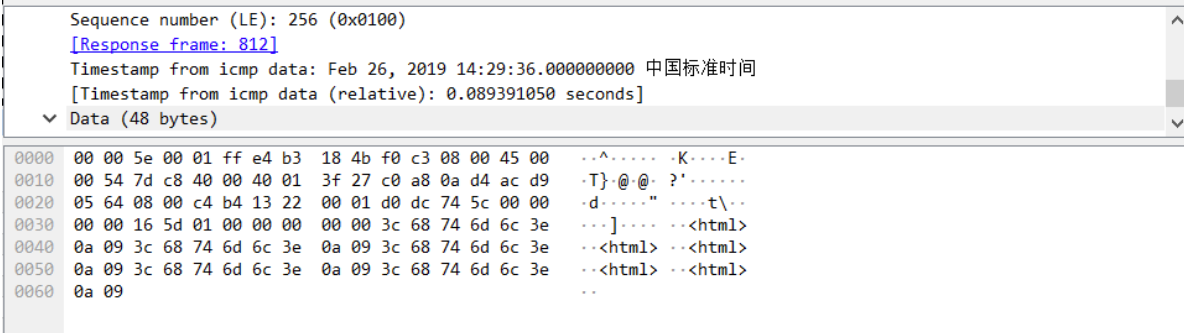 Sequence number (LE): 256 (0x0100)
[Response frame: 812]
Timestamp from icmp data: Feb 26, 2019 14:29:36.000000000 中国标准时间
[Timestamp from icmp data (relative): 0.089391050 seconds]
Data (48 bytes)
0000 00 00 5e 00 01 ff e4 b3 18 4b f0 c3 08 00 45 00 ··^····· ·K····E·
0010 00 54 7d c8 40 00 40 01 3f 27 c0 a8 0a d4 ac d9 ·T}·@·@· ?'······
0020 05 64 08 00 c4 b4 13 22 00 01 d0 dc 74 5c 00 00 ·d·····" ····t\··
0030 00 00 16 5d 01 00 00 00 00 00 3c 68 74 6d 6c 3e ···]···· ··<html>
0040 0a 09 3c 68 74 6d 6c 3e 0a 09 3c 68 74 6d 6c 3e ··<html> ··<html>
0050 0a 09 3c 68 74 6d 6c 3e 0a 09 3c 68 74 6d 6c 3e ··<html> ··<html>
0060 0a 09 ··